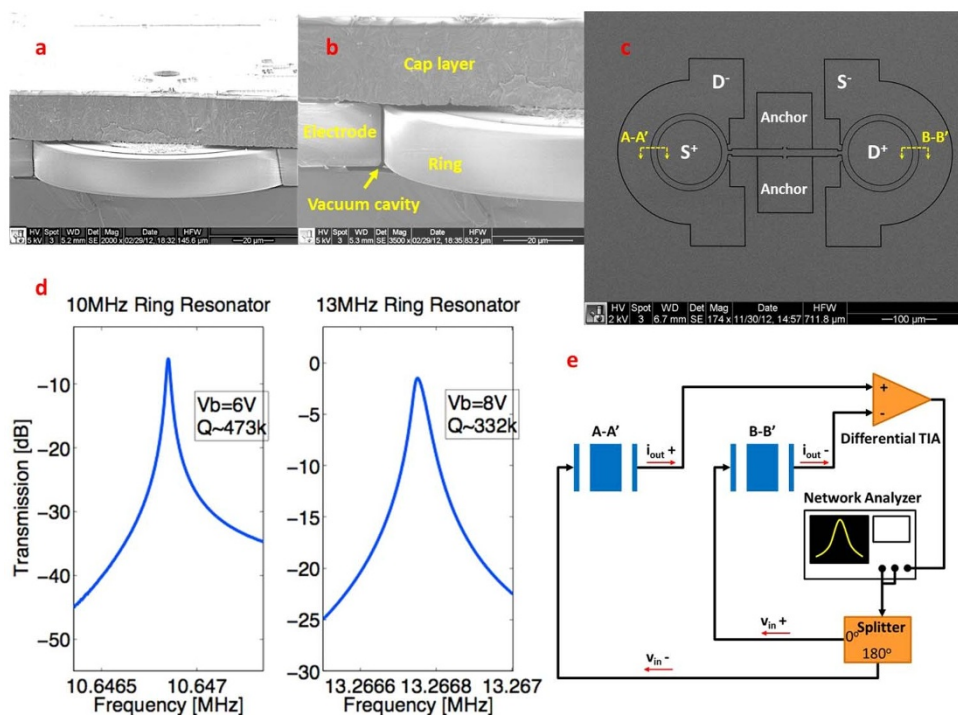 a
HV
Spot
WD
Det
Mag
Date
HFW
5 kV
3
5.2 mm
SE
2000 x
02/29/12, 18:32
145.6 µm
20 µm
b
Cap layer
Electrode
Ring
Vacuum cavity
HV
Spot
WD
Det
Mag
Date
HFW
5 kV
3
5.3 mm
SE
3500 x
02/29/12, 18:35
83.2 µm
20 µm
c
D-
S-
Anchor
A-A'
B-B'
S+
D+
Anchor
HV
Spot
WD
Det
Mag
Date
HFW
2 kV
3
6.7 mm
SE
174 x
11/30/12, 14:57
711.8 µm
100 µm
d
10MHz Ring Resonator
Transmission [dB]
−10
−20
−30
−40
−50
Vb=6V
Q~473k
10.6465
10.647
Frequency [MHz]
13MHz Ring Resonator
0
−5
−10
−15
−20
−25
−30
Vb=8V
Q~332k
13.2666
13.2668
13.267
Frequency [MHz]
e
A-A'
iout +
B-B'
iout -
+
-
Differential TIA
Network Analyzer
vin +
vin -
Splitter
0°
180°